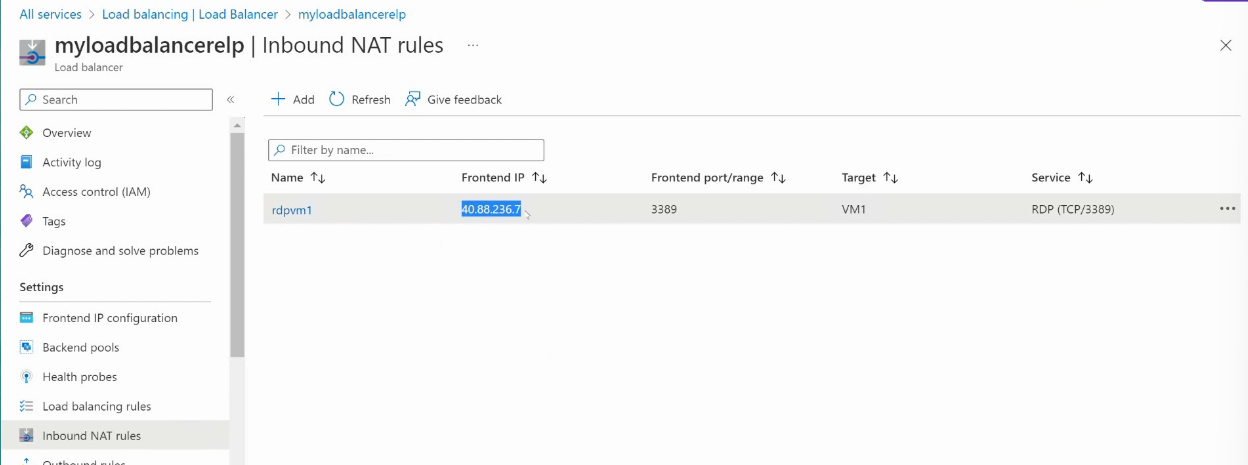 All services > Load balancing | Load Balancer > myloadbalancerelp
myloadbalancerelp | Inbound NAT rules ...
Load balancer
Search
«
Add Refresh Give feedback
Overview
Activity log
Access control (IAM)
Tags
Diagnose and solve problems
Settings
Frontend IP configuration
Backend pools
Health probes
Load balancing rules
Inbound NAT rules
Outbound rules
Filter by name...
Name Frontend IP Frontend port/range Target Service
rdpvm1 40.88.236.7 3389 VM1 RDP (TCP/3389) ...